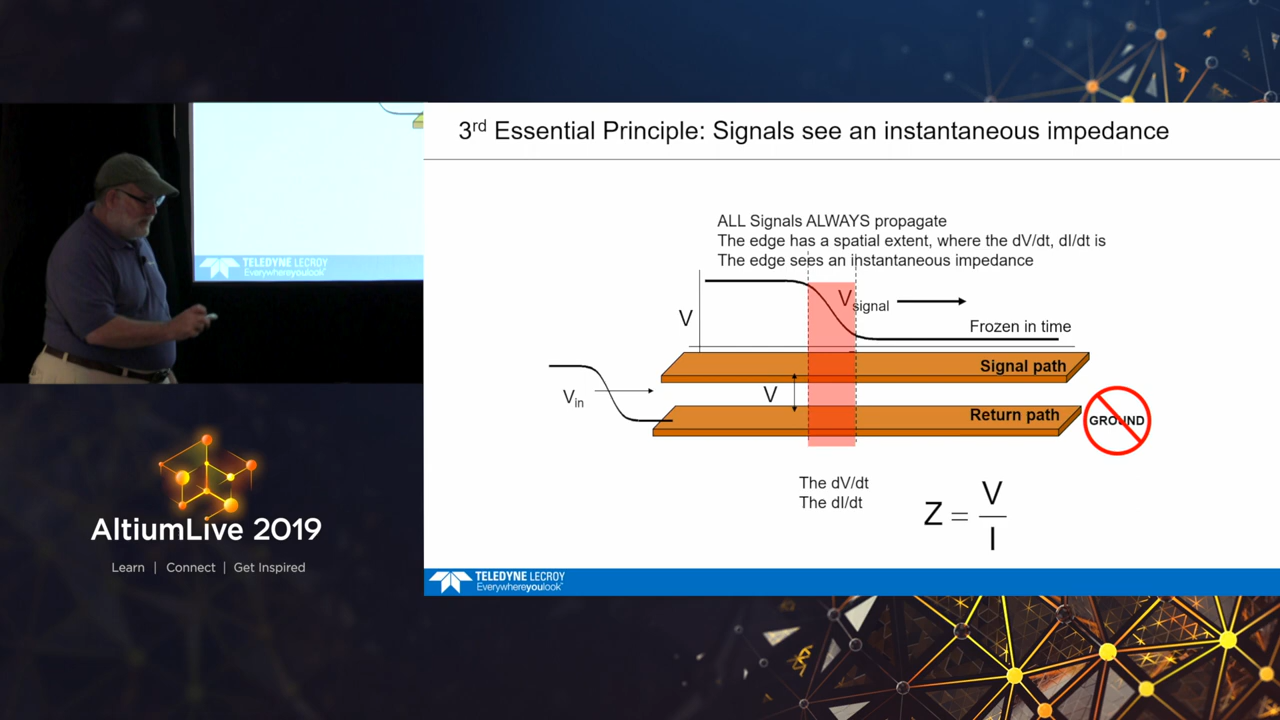 3rd Essential Principle: Signals see an instantaneous impedance
ALL Signals ALWAYS propagate
The edge has a spatial extent, where the dV/dt, dI/dt is
The edge sees an instantaneous impedance
V
Vsignal
Frozen in time
Signal path
Vin
V
Return path
GROUND
The dV/dt
The dI/dt
Z = V
I
TELEDYNE LECROY
Everywhereyoulook™
TELEDYNE LECROY
Everywhereyoulook™
AltiumLive 2019
Learn | Connect | Get Inspired